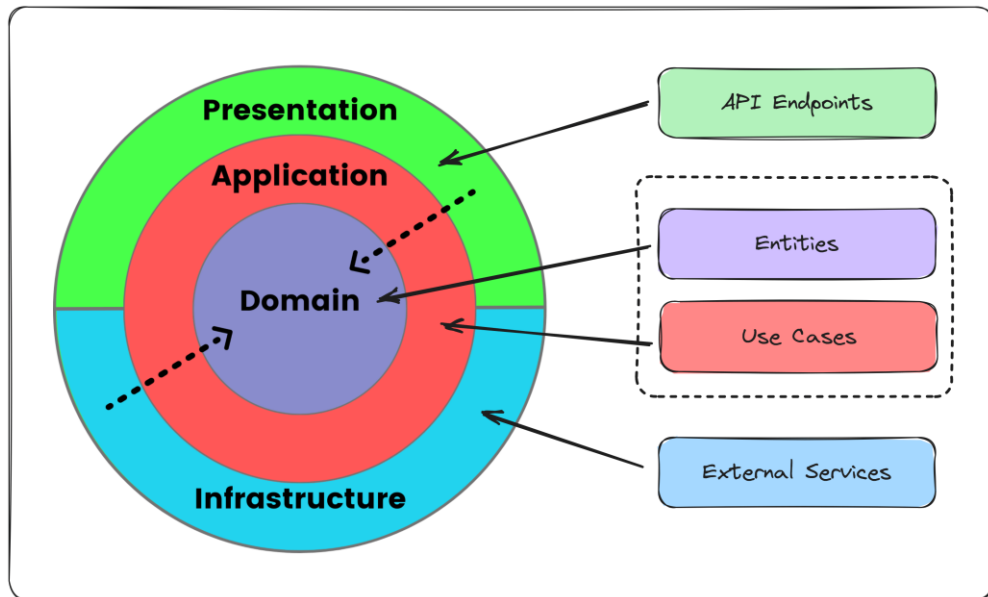 Presentation
Application
Domain
Infrastructure
API Endpoints
Entities
Use Cases
External Services